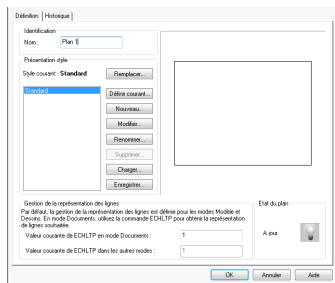 Définition
Historique
Identification
Nom :
Plan 1
Présentation style
Style courant: Standard
Remplacer...
Standard
Définir courant...
Nouveau...
Modifier...
Renommer...
Supprimer...
Charger...
Enregistrer...
Gestion de la représentation des lignes
Par défaut, la gestion de la représentation des lignes est définie pour les modes Modèle et
Dessins. En mode Documents, utilisez la commande ECHLTP pour obtenir la représentation
de lignes souhaitée.
Valeur courante de ECHLTP en mode Documents :
1
Valeur courante de ECHLTP dans les autres modes :
1
Etat du plan
A jour
OK
Annuler
Aide